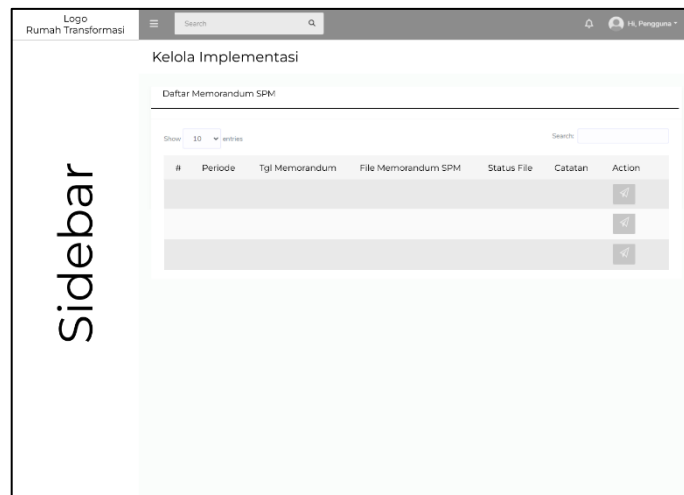 Logo
Rumah Transformasi
Search
Hi, Pengguna
Sidebar
Kelola Implementasi
Daftar Memorandum SPM
Show 10 entries
Search:
# Periode Tgl Memorandum File Memorandum SPM Status File Catatan Action